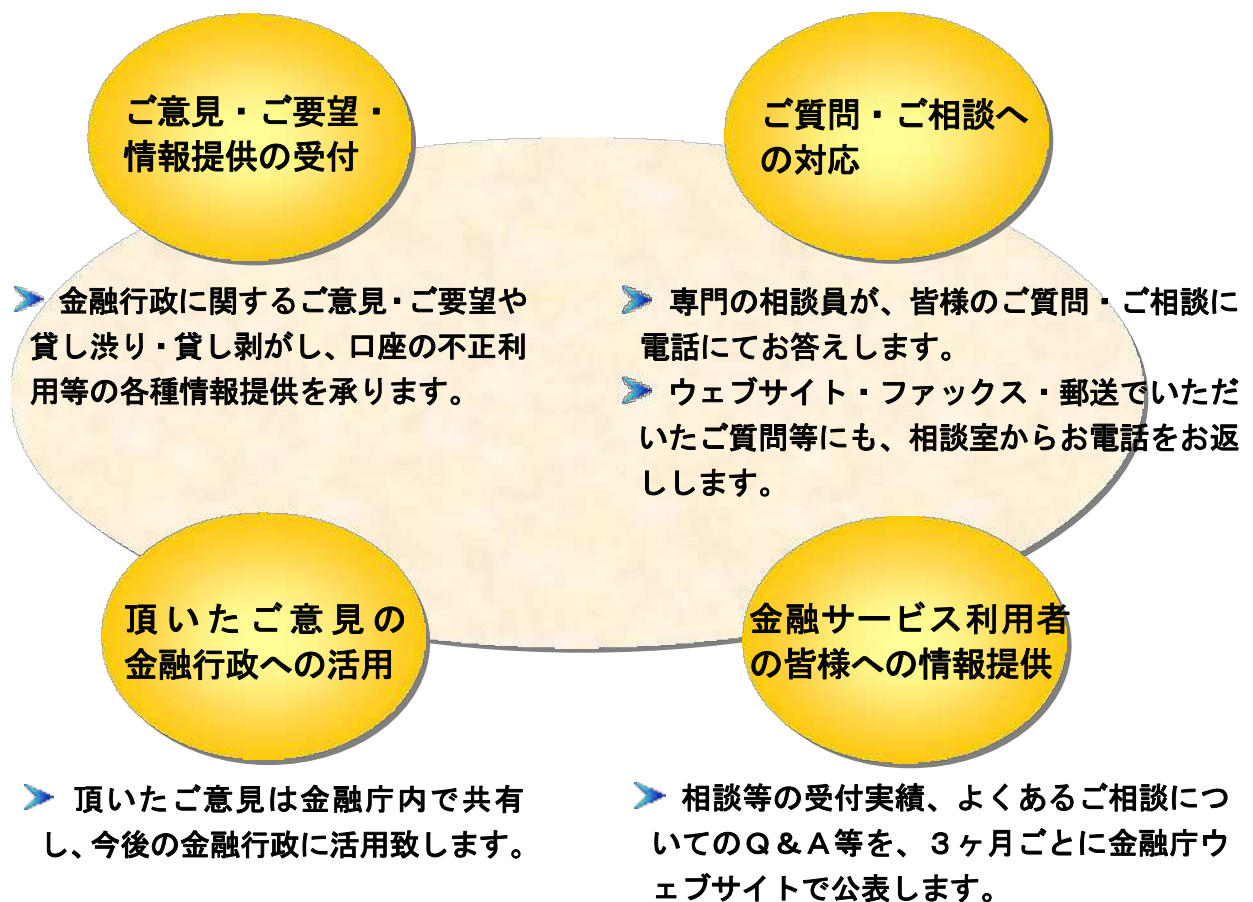 ご意見・ご要望・
情報提供の受付
金融行政に関するご意見・ご要望や
貸し渋り・貸し剥がし、口座の不正利
用等の各種情報提供を承ります。
ご質問・ご相談へ
の対応
専門の相談員が、皆様のご質問・ご相談に
電話にてお答えします。
ウェブサイト・ファックス・郵送でいただ
いたご質問等にも、相談室からお電話をお返
しします。
頂いたご意見の
金融行政への活用
頂いたご意見は金融庁内で共有
し、今後の金融行政に活用致します。
金融サービス利用者
の皆様への情報提供
相談等の受付実績、よくあるご相談につ
いてのQ&A等を、３ヶ月ごとに金融庁ウ
ェブサイトで公表します。